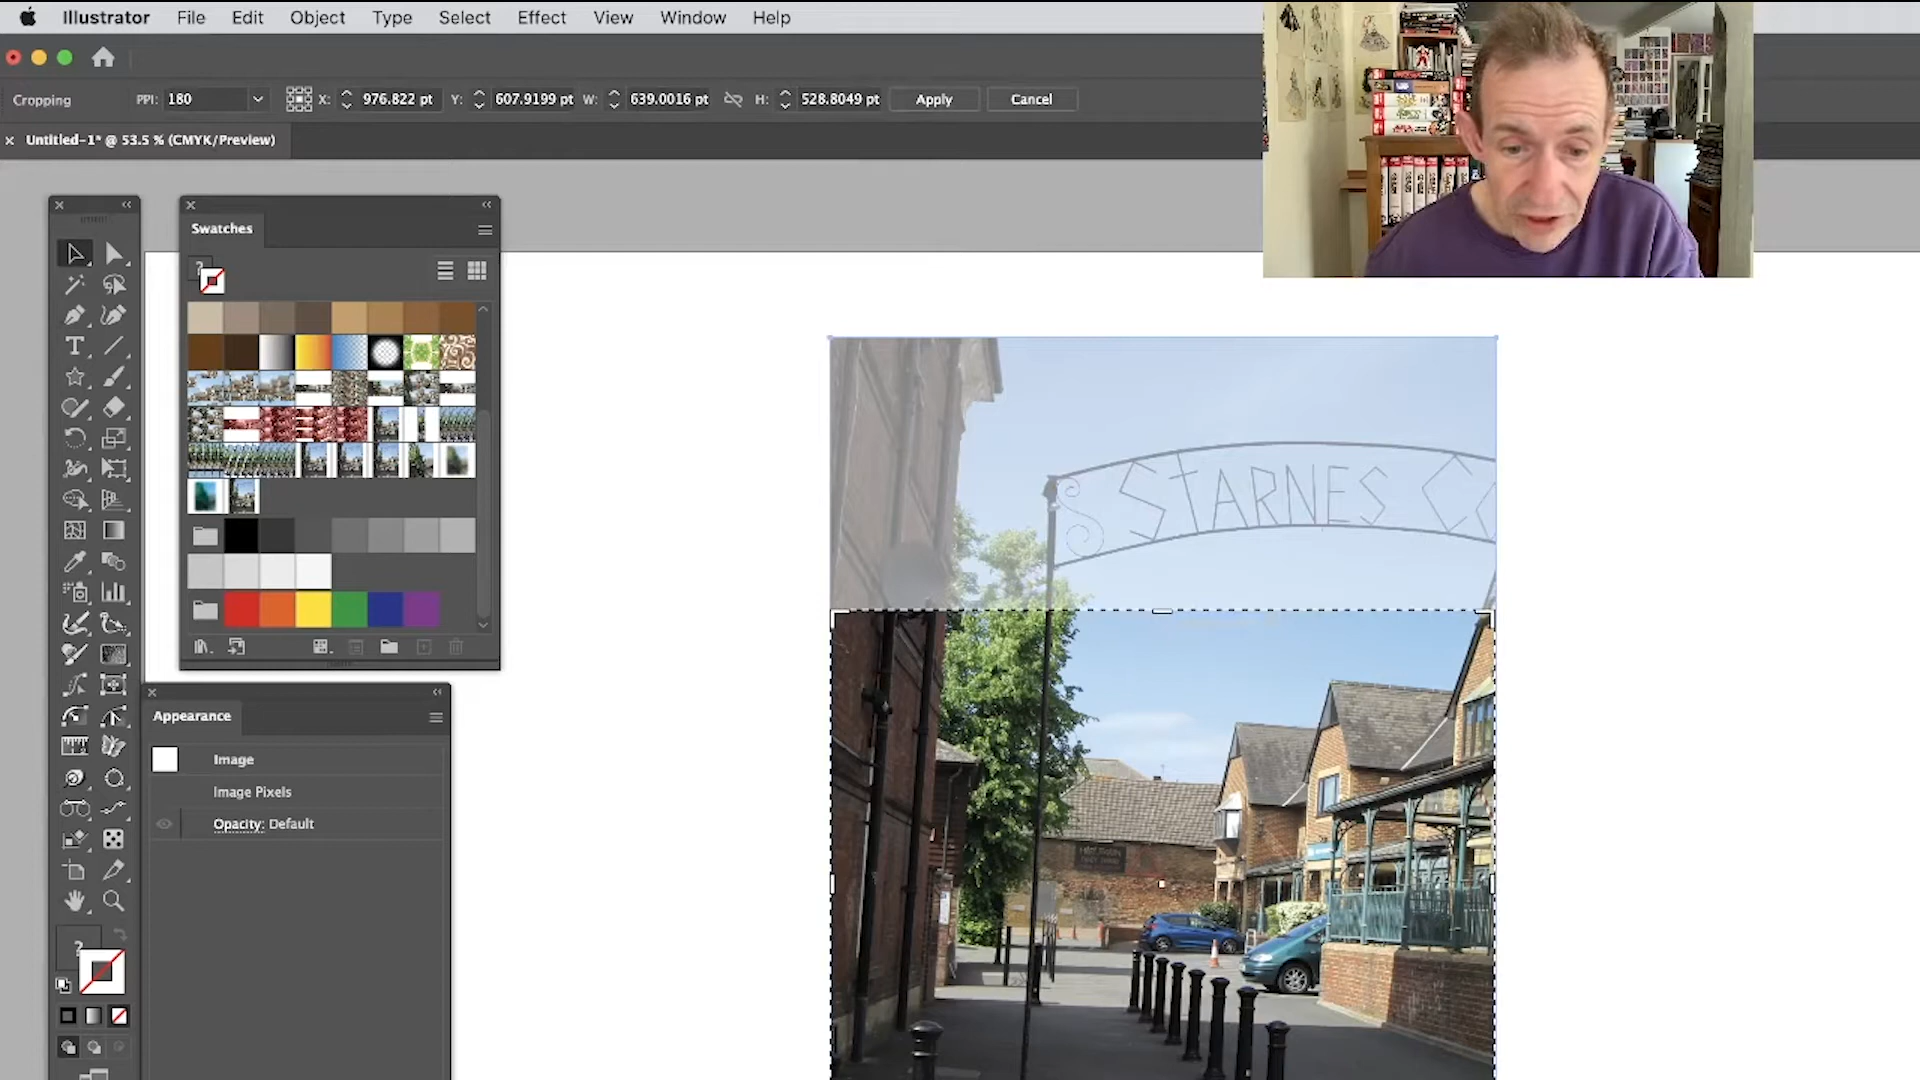 Illustrator File Edit Object Type Select Effect View Window Help
Cropping PPI: 180 X: 976.822 pt Y: 607.9199 pt W: 639.0016 pt H: 528.8049 pt Apply Cancel
Untitled-1* @ 53.5 % (CMYK/Preview)
Swatches
STARNES
Appearance
Image
Image Pixels
Opacity: Default